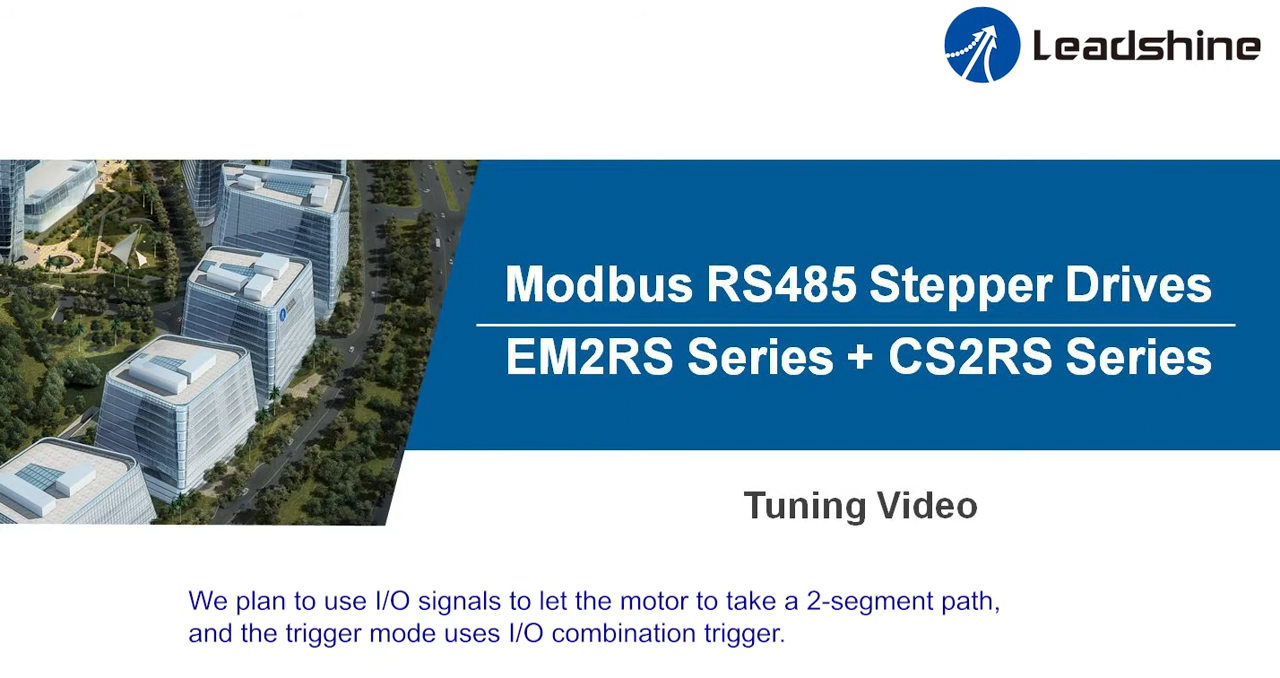 Leadshine
Modbus RS485 Stepper Drives
EM2RS Series + CS2RS Series
Tuning Video
We plan to use I/O signals to let the motor to take a 2-segment path,
and the trigger mode uses I/O combination trigger.